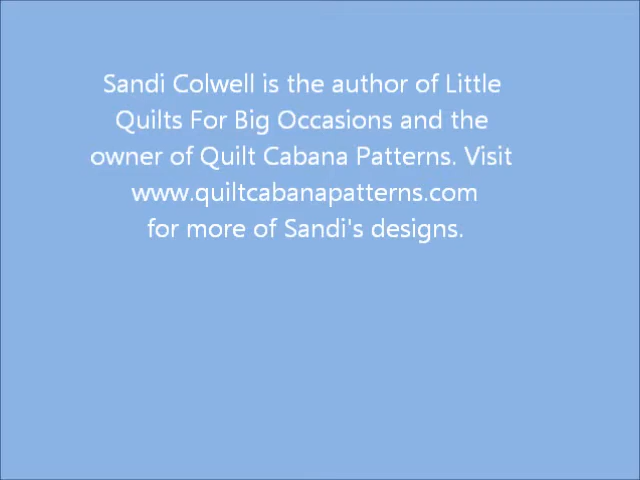 Sandi Colwell is the author of Little
Quilts For Big Occasions and the
owner of Quilt Cabana Patterns. Visit
www.quiltcabanapatterns.com
for more of Sandi's designs.